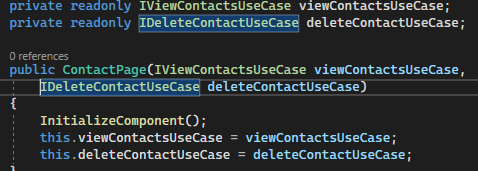 private readonly IViewContactsUseCase viewContactsUseCase;
private readonly IDeleteContactUseCase deleteContactUseCase;
0 references
public ContactPage(IViewContactsUseCase viewContactsUseCase,
IDeleteContactUseCase deleteContactUseCase)
{
InitializeComponent();
this.viewContactsUseCase = viewContactsUseCase;
this.deleteContactUseCase = deleteContactUseCase;
}